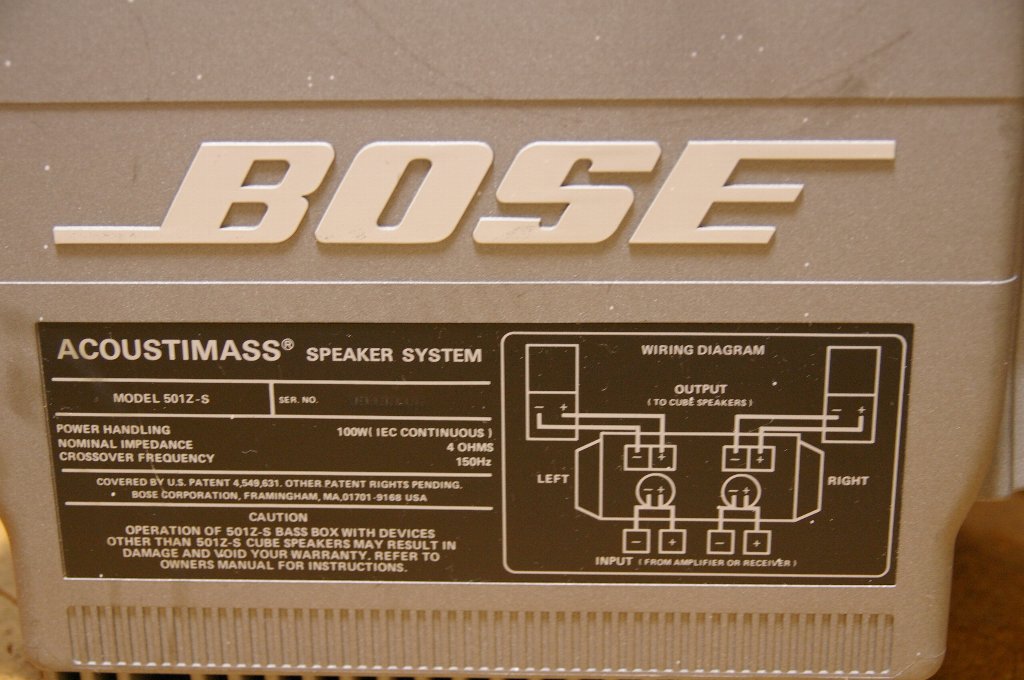 BOSE
ACOUSTIMASS® SPEAKER SYSTEM
MODEL 501Z-S
SER. NO.
POWER HANDLING 100W( IEC CONTINUOUS )
NOMINAL IMPEDANCE 4 OHMS
CROSSOVER FREQUENCY 150Hz
COVERED BY U.S. PATENT 4,549,631. OTHER PATENT RIGHTS PENDING.
BOSE CORPORATION, FRAMINGHAM, MA,01701-9168 USA
CAUTION
OPERATION OF 501Z-S BASS BOX WITH DEVICES
OTHER THAN 501Z-S CUBE SPEAKERS MAY RESULT IN
DAMAGE AND VOID YOUR WARRANTY. REFER TO
OWNERS MANUAL FOR INSTRUCTIONS.
WIRING DIAGRAM
OUTPUT
( TO CUBE SPEAKERS )
- + - +
- + - +
LEFT RIGHT
- + - +
INPUT ( FROM AMPLIFIER OR RECEIVER )